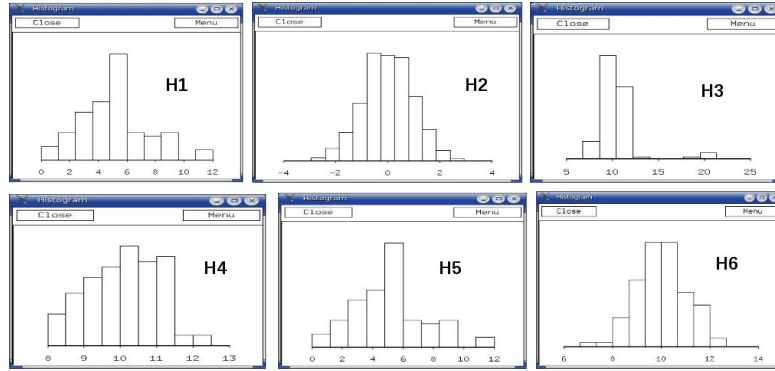 Histogram
Close Menu
H1
0 2 4 6 8 10 12
Histogram
Close Menu
H2
-4 -2 0 2 4
Histogram
Close Menu
H3
5 10 15 20 25
Histogram
Close Menu
H4
8 9 10 11 12 13
Histogram
Close Menu
H5
0 2 4 6 8 10 12
Histogram
Close Menu
H6
6 8 10 12 14